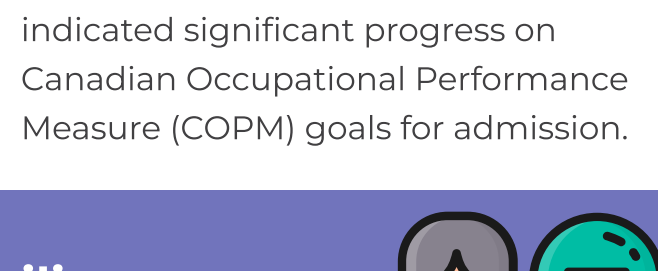 indicated significant progress on
Canadian Occupational Performance
Measure (COPM) goals for admission.